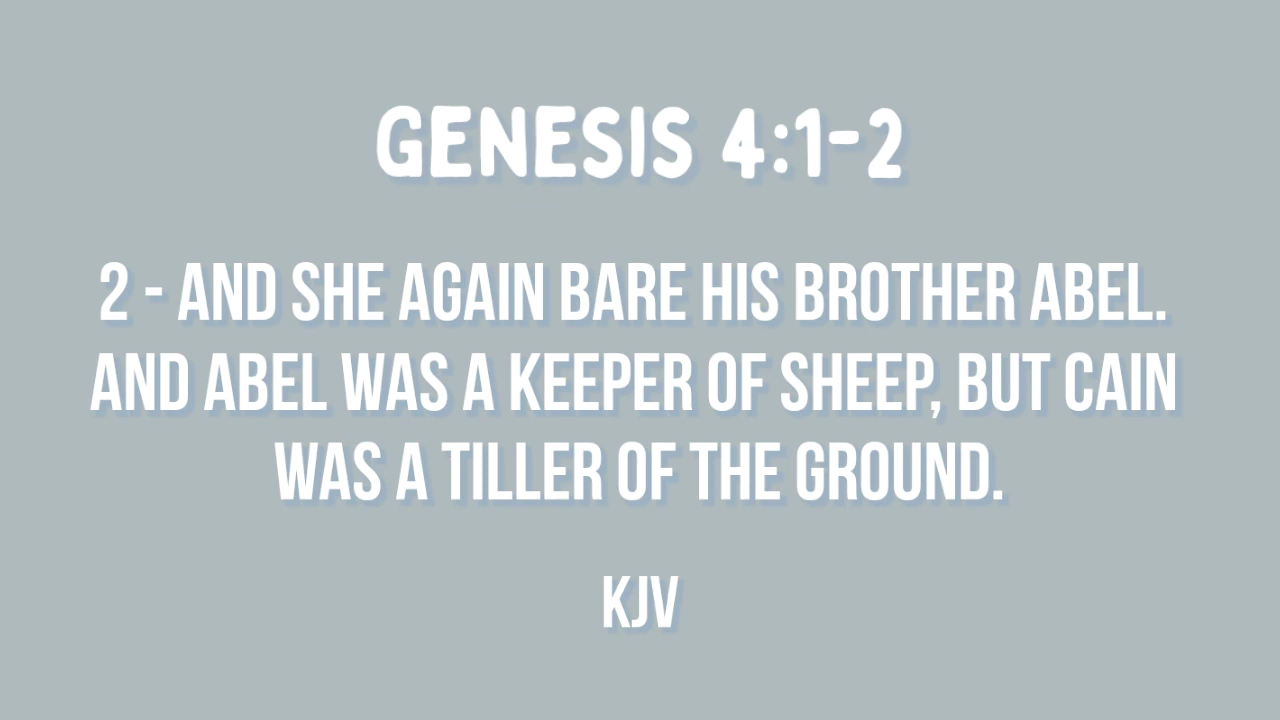 GENESIS 4:1-2
2 - AND SHE AGAIN BARE HIS BROTHER ABEL.
AND ABEL WAS A KEEPER OF SHEEP, BUT CAIN
WAS A TILLER OF THE GROUND.
KJV